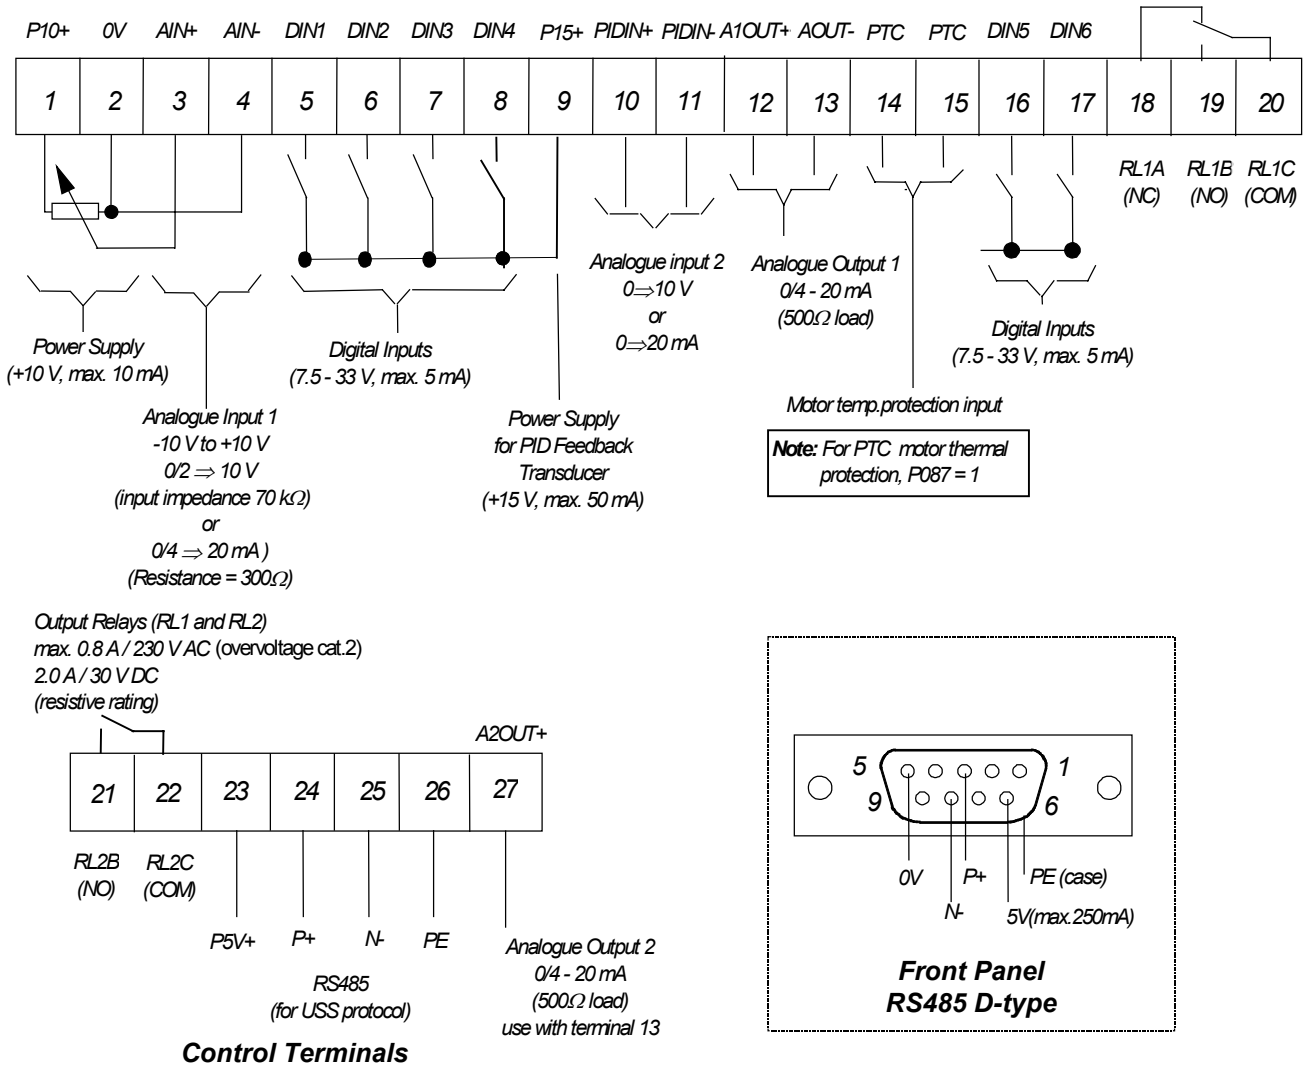 P10+ 0V AIN+ AIN- DIN1 DIN2 DIN3 DIN4 P15+ PIDIN+ PIDIN- A1OUT+ AOUT- PTC PTC DIN5 DIN6
1 2 3 4 5 6 7 8 9 10 11 12 13 14 15 16 17 18 19 20
RL1A
(NC)
RL1B
(NO)
RL1C
(COM)
Power Supply
(+10 V, max. 10 mA)
Analogue Input 1
-10 V to +10 V
0/2 ⇒ 10 V
(input impedance 70 kΩ)
or
0/4 ⇒ 20 mA )
(Resistance = 300Ω)
Digital Inputs
(7.5 - 33 V, max. 5 mA)
Power Supply
for PID Feedback
Transducer
(+15 V, max. 50 mA)
Analogue input 2
0⇒10 V
or
0⇒20 mA
Analogue Output 1
0/4 - 20 mA
(500Ω load)
Motor temp.protection input
Note: For PTC motor thermal
protection, P087 = 1
Digital Inputs
(7.5 - 33 V, max. 5 mA)
Output Relays (RL1 and RL2)
max. 0.8 A / 230 V AC (overvoltage cat.2)
2.0 A / 30 V DC
(resistive rating)
A2OUT+
21 22 23 24 25 26 27
RL2B
(NO)
RL2C
(COM)
P5V+ P+ N- PE
RS485
(for USS protocol)
Analogue Output 2
0/4 - 20 mA
(500Ω load)
use with terminal 13
Control Terminals
5 1
9 6
0V P+ PE (case)
N- 5V(max.250mA)
Front Panel
RS485 D-type